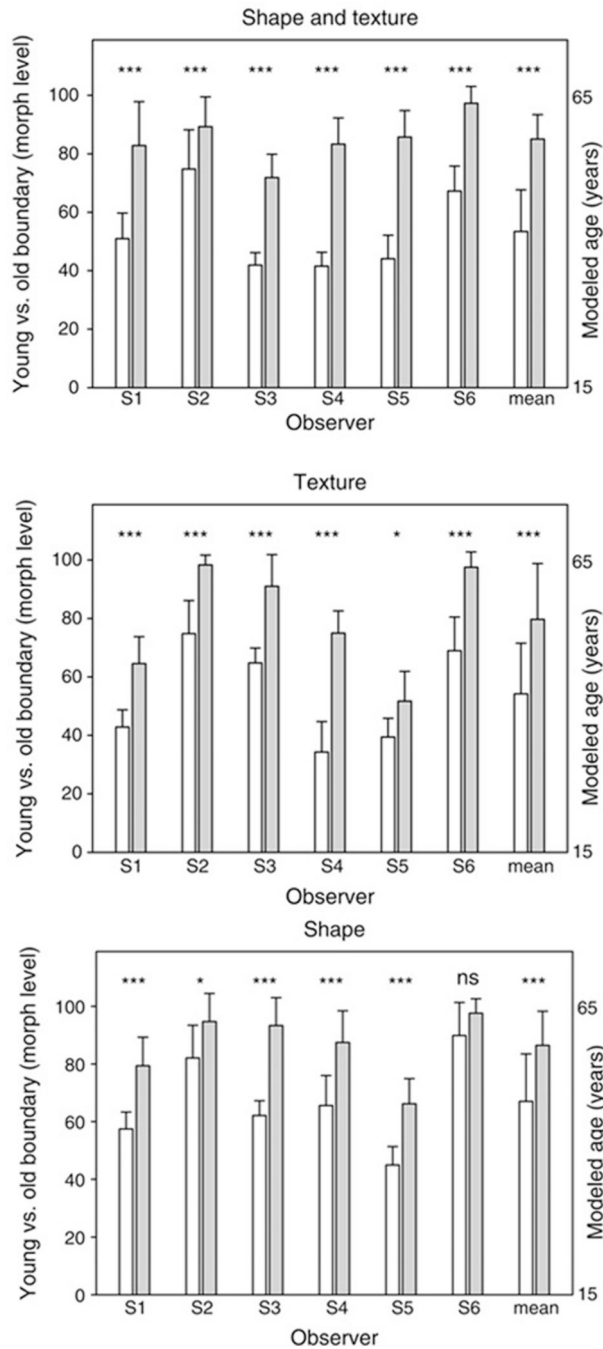 Shape and texture
Young vs. old boundary (morph level)
100
80
60
40
20
0
*** *** *** *** *** *** ***
65
15
Modeled age (years)
S1 S2 S3 S4 S5 S6 mean
Observer
Texture
Young vs. old boundary (morph level)
100
80
60
40
20
0
*** *** *** *** * *** ***
65
15
Modeled age (years)
S1 S2 S3 S4 S5 S6 mean
Observer
Shape
Young vs. old boundary (morph level)
100
80
60
40
20
0
*** * *** *** *** ns ***
65
15
Modeled age (years)
S1 S2 S3 S4 S5 S6 mean
Observer